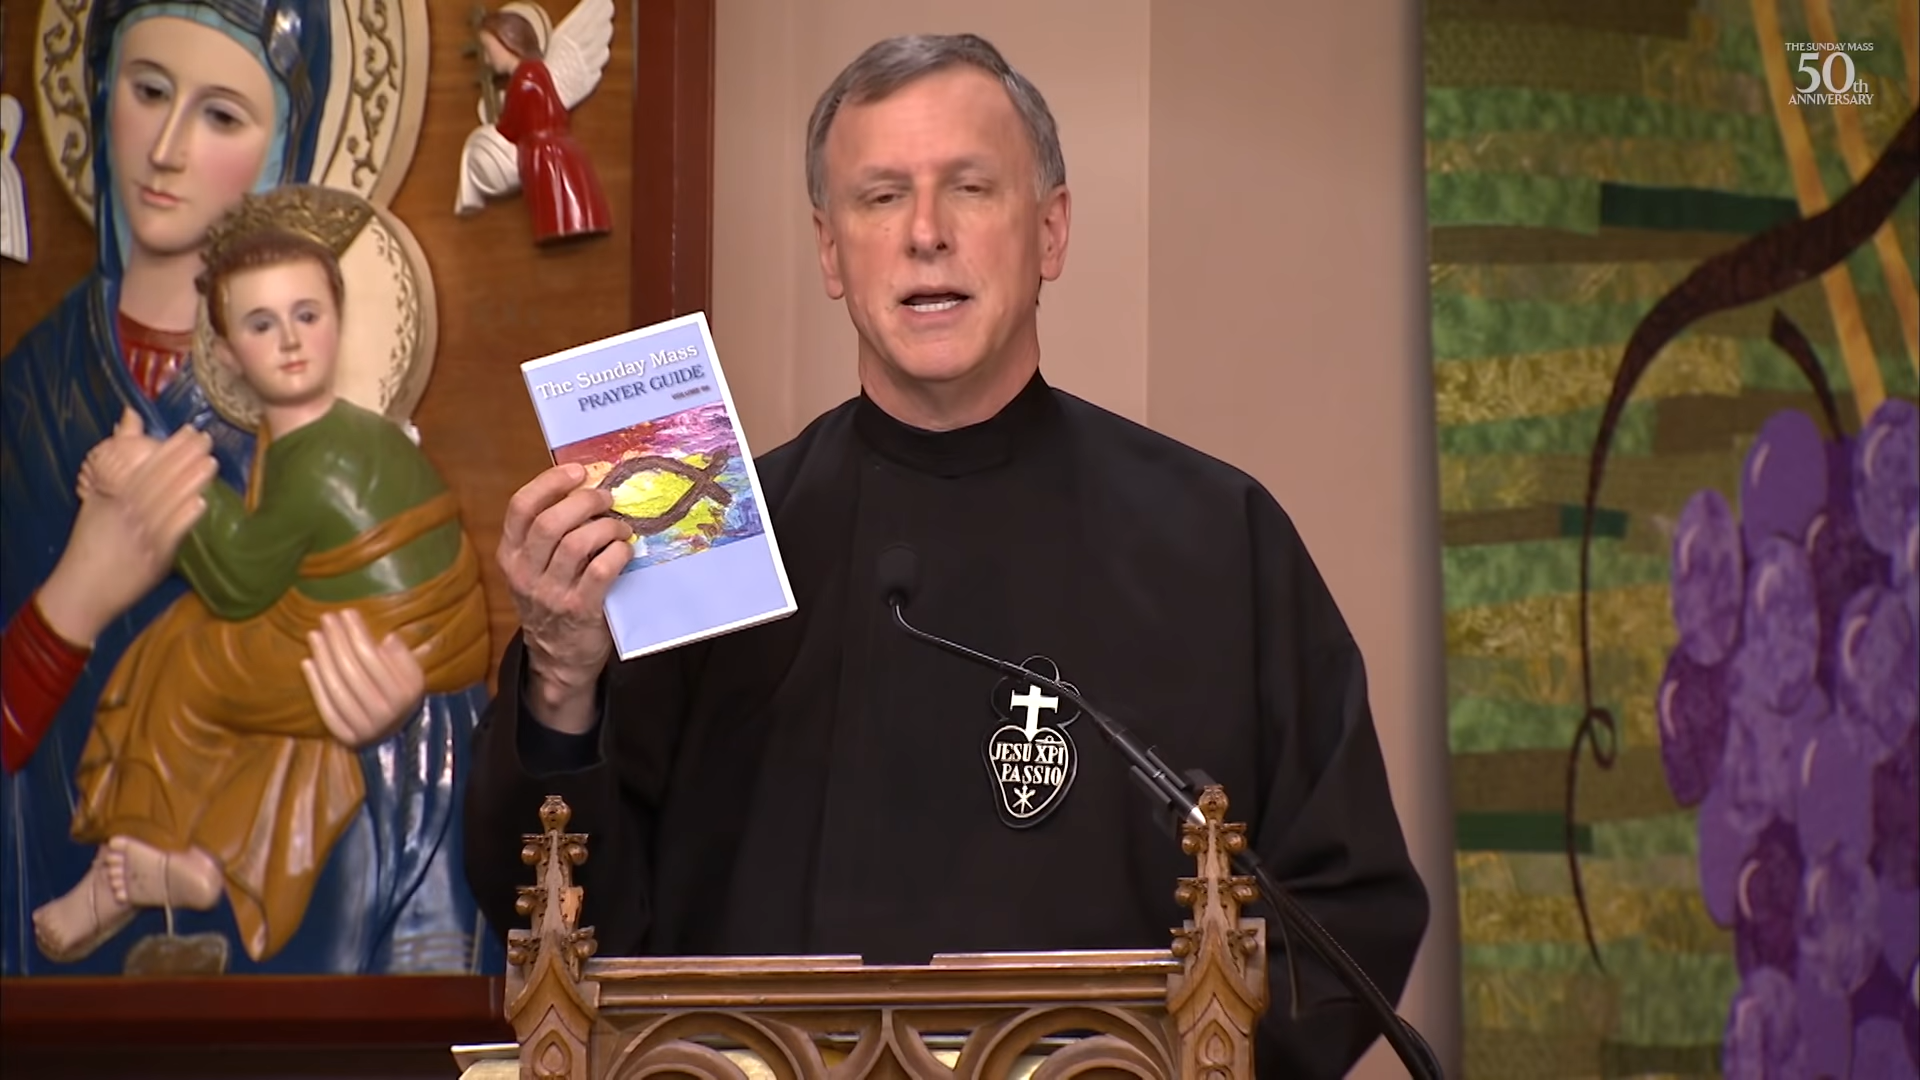 THE SUNDAY MASS
50th
ANNIVERSARY
The Sunday Mass
PRAYER GUIDE
JESU XPI
PASSIO